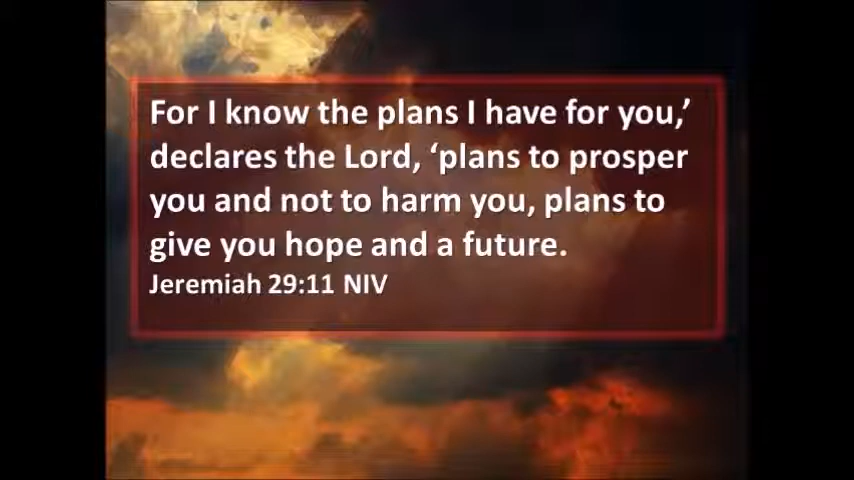 For I know the plans I have for you,’
declares the Lord, ‘plans to prosper
you and not to harm you, plans to
give you hope and a future.
Jeremiah 29:11 NIV